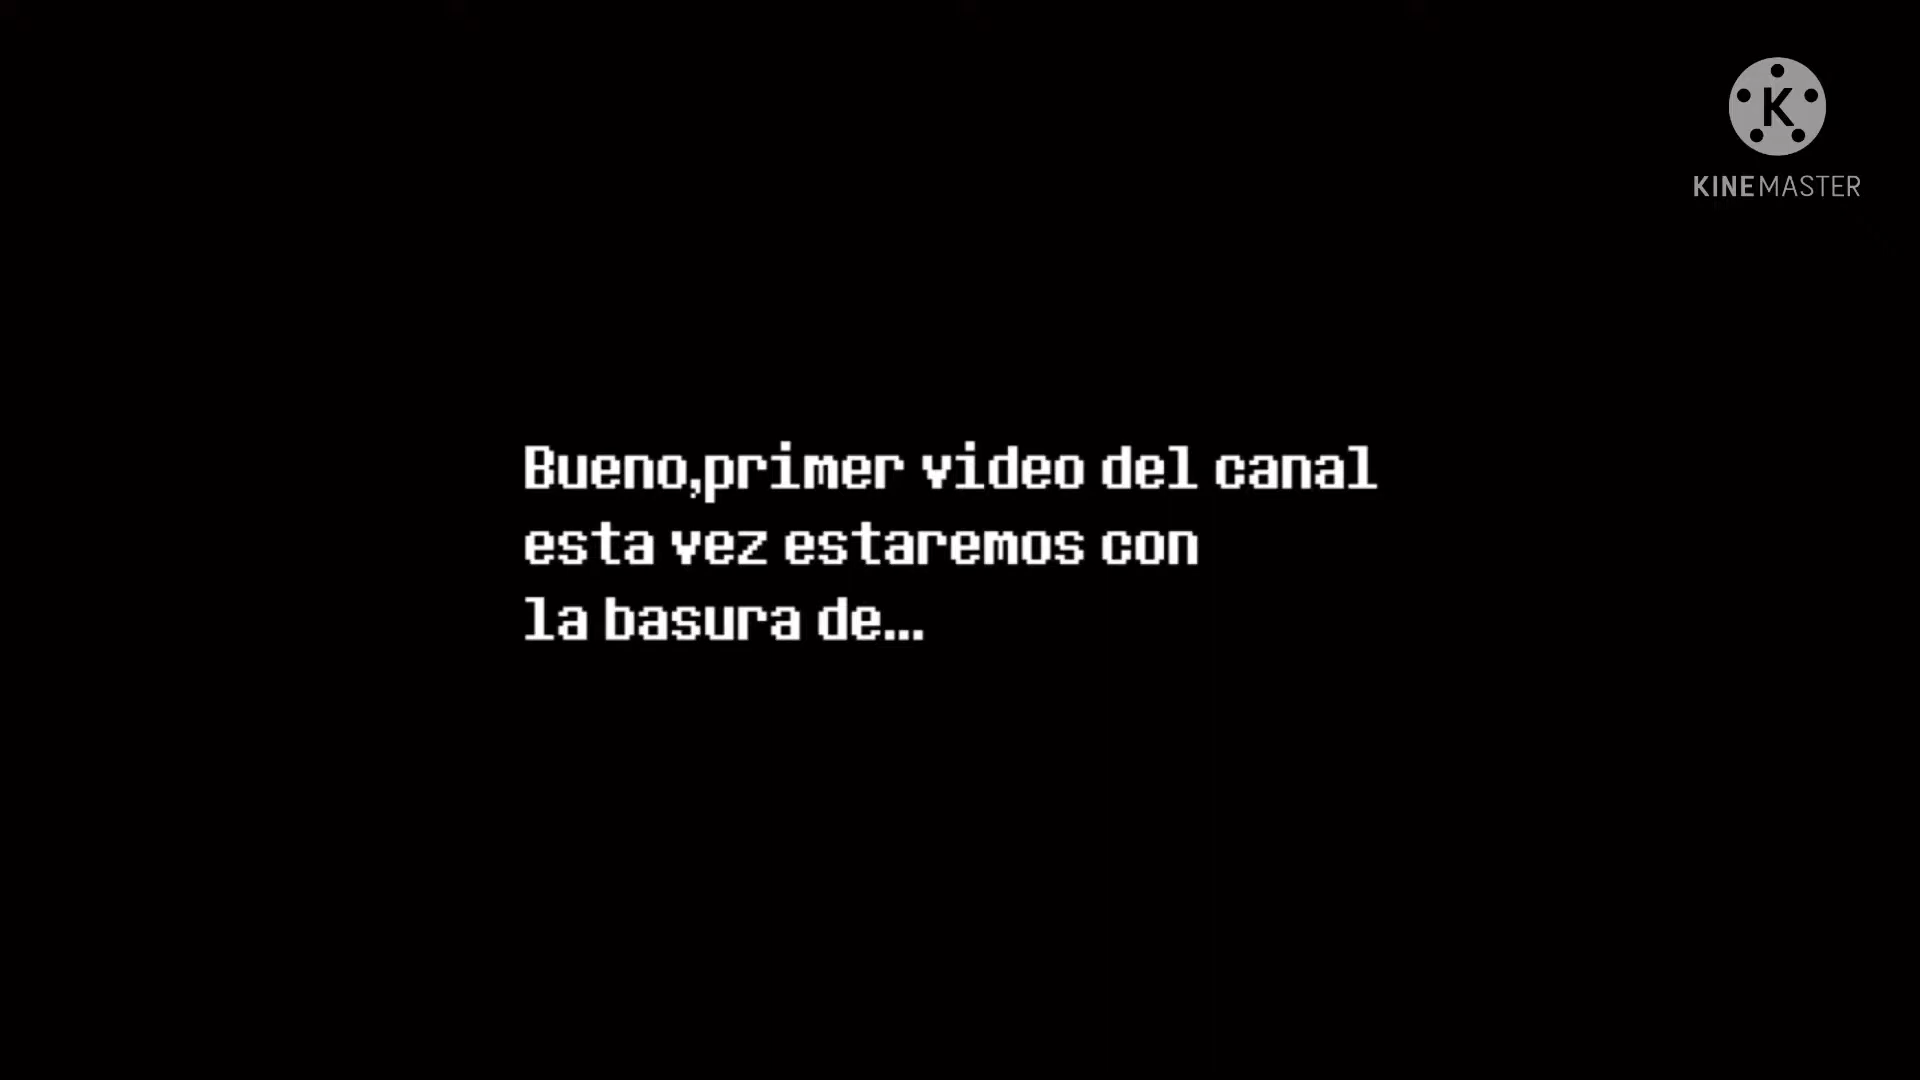 K
KINEMASTER
Bueno,primer video del canal
esta vez estaremos con
la basura de...